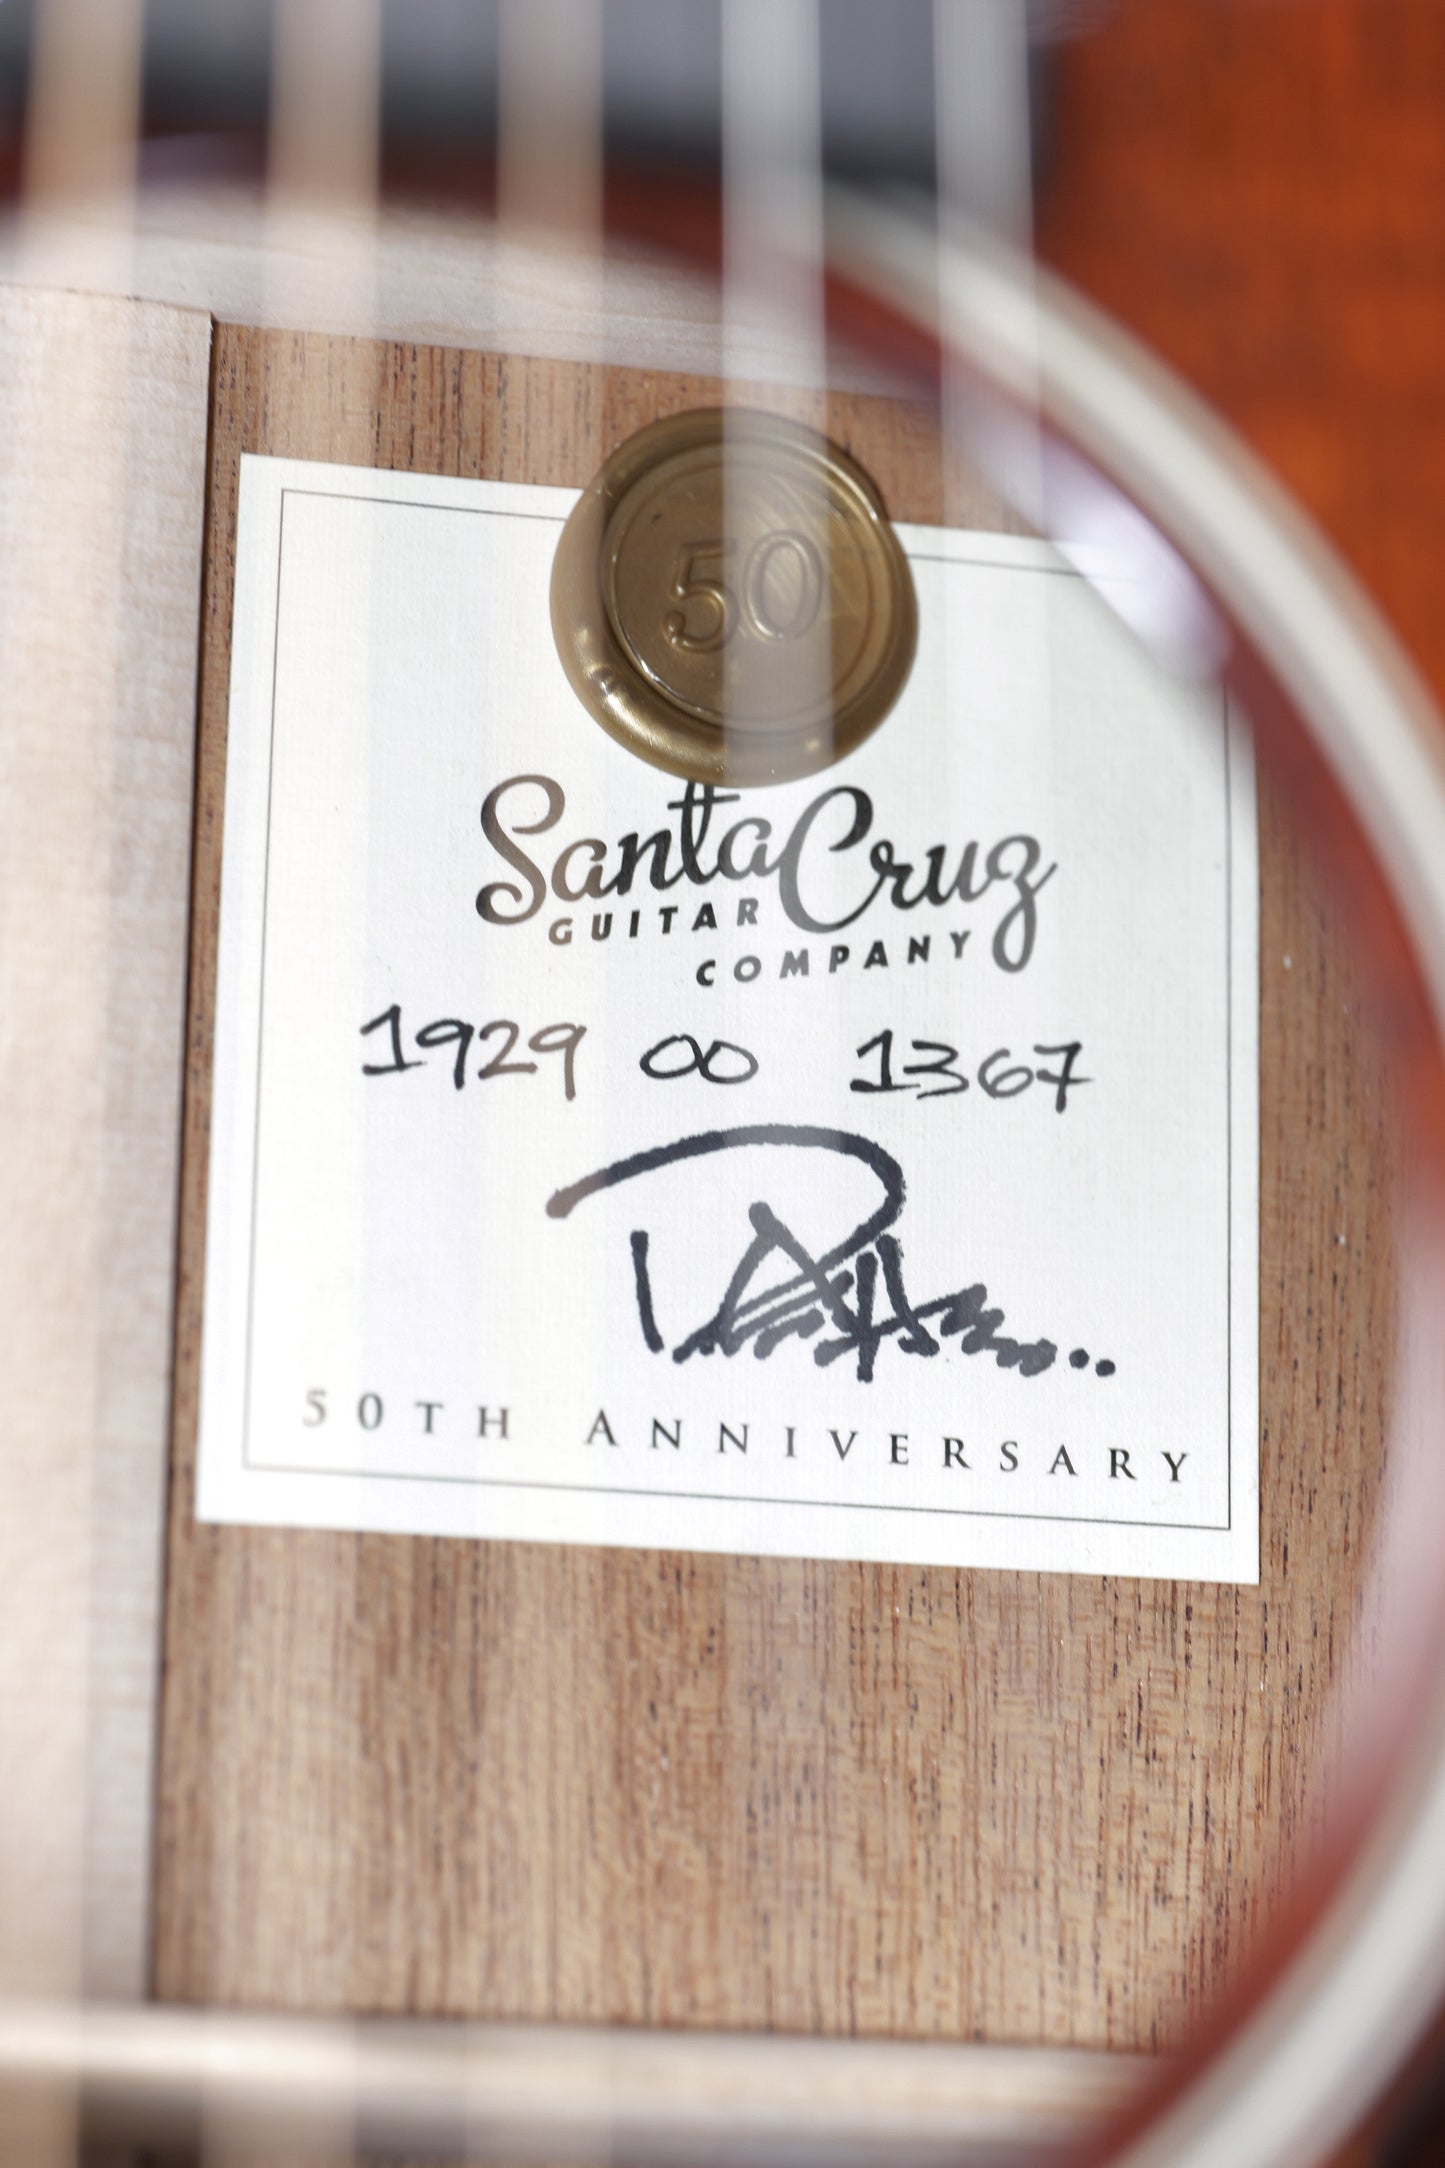 50
Santa Cruz
GUITAR
COMPANY
1929 00 1367
50TH ANNIVERSARY